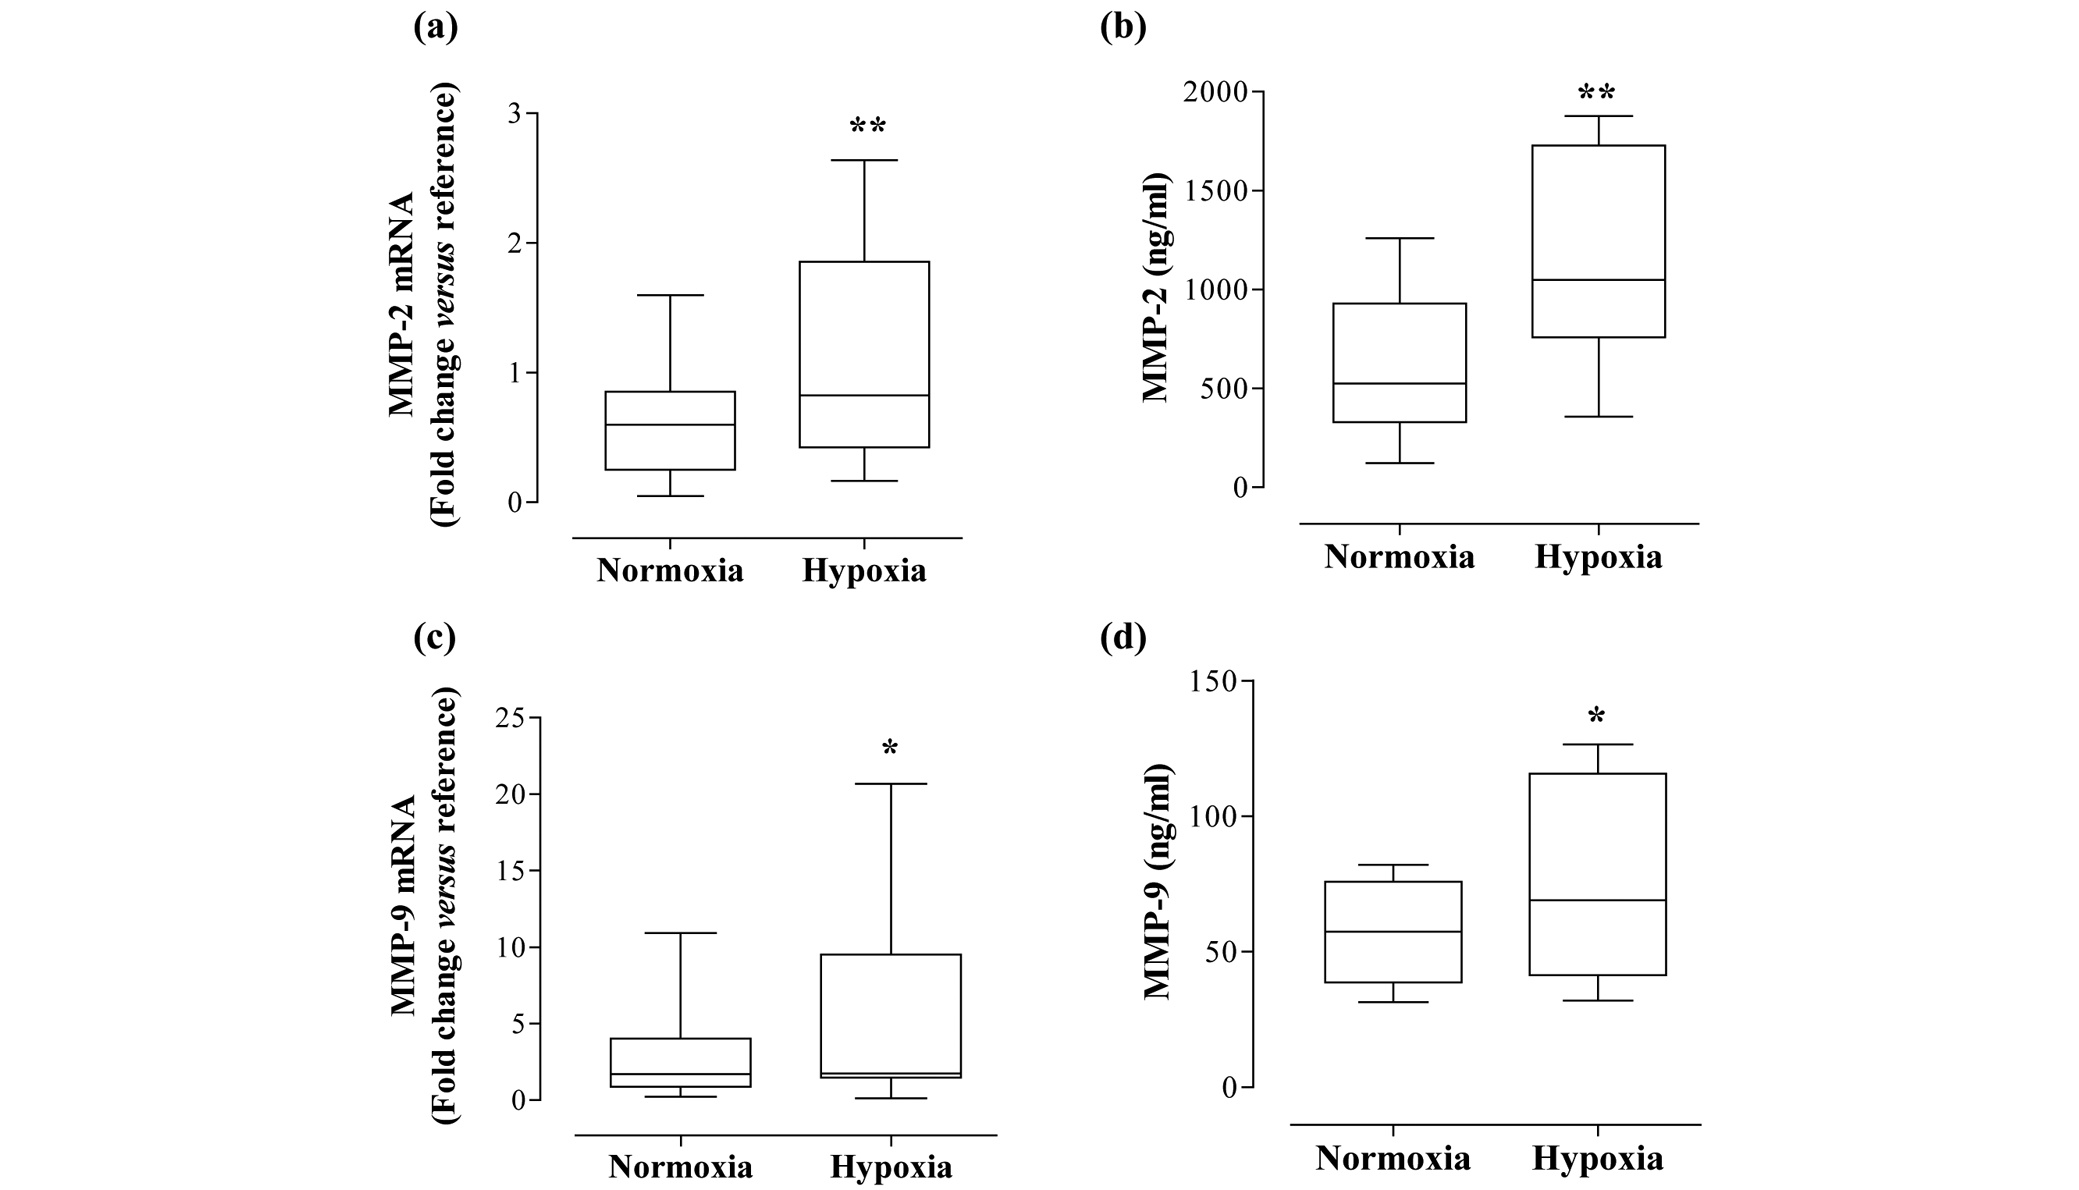 (a)
MMP-2 mRNA
(Fold change versus reference)
3
2
1
0
**
Normoxia
Hypoxia
(b)
MMP-2 (ng/ml)
2000
1500
1000
500
0
**
Normoxia
Hypoxia
(c)
MMP-9 mRNA
(Fold change versus reference)
25
20
15
10
5
0
*
Normoxia
Hypoxia
(d)
MMP-9 (ng/ml)
150
100
50
0
*
Normoxia
Hypoxia